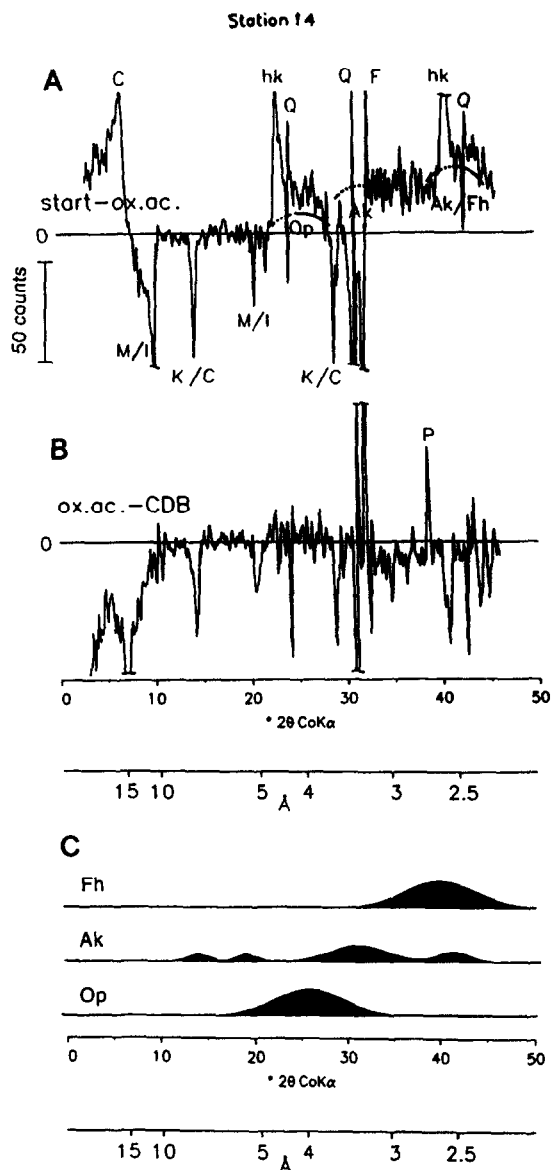 Station 14
A
C
hk
Q
Q
F
hk
Q
start-ox.ac.
0
Op
Ak
Ak/Fh
50 counts
M/I
K/C
M/I
K/C
B
P
ox.ac.-CDB
0
0 10 20 30 40 50
° 2θ CoKα
15 10 5 4 3 2.5
Å
C
Fh
Ak
Op
0 10 20 30 40 50
° 2θ CoKα
15 10 5 4 3 2.5
Å